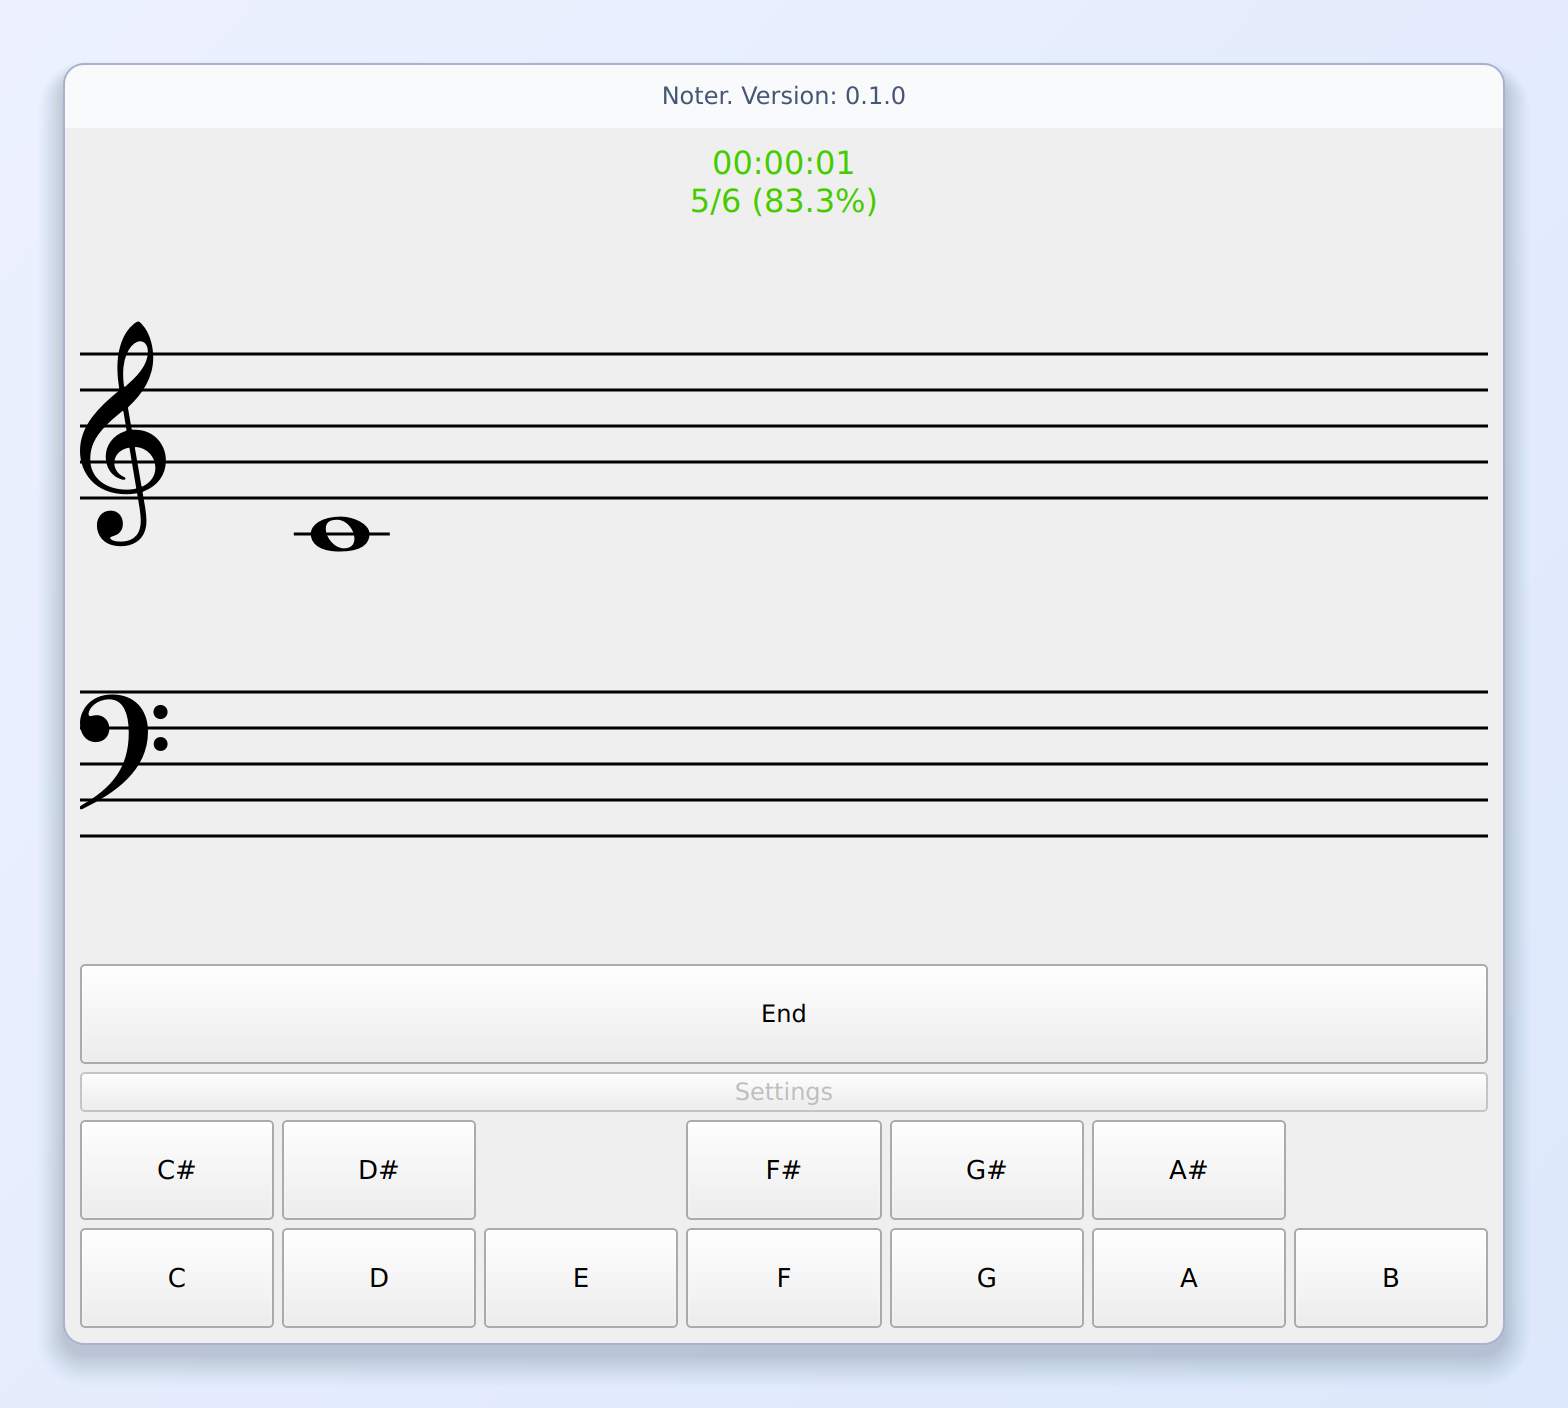 Noter. Version: 0.1.0
00:00:01
5/6 (83.3%)
End
Settings
C# D# F# G# A#
C D E F G A B